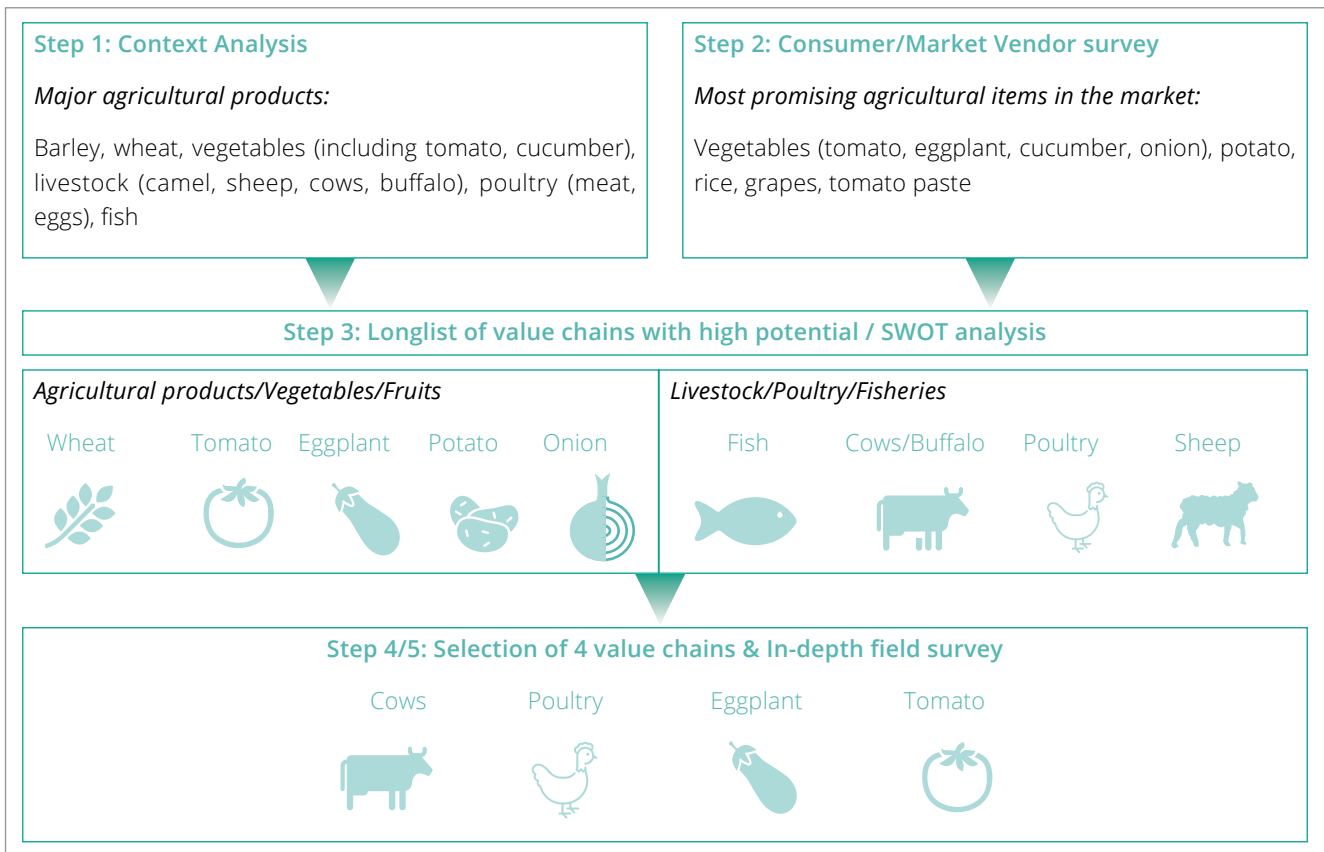 Step 1: Context Analysis
Major agricultural products:
Barley, wheat, vegetables (including tomato, cucumber),
livestock (camel, sheep, cows, buffalo), poultry (meat,
eggs), fish
Step 2: Consumer/Market Vendor survey
Most promising agricultural items in the market:
Vegetables (tomato, eggplant, cucumber, onion), potato,
rice, grapes, tomato paste
Step 3: Longlist of value chains with high potential / SWOT analysis
Agricultural products/Vegetables/Fruits
Wheat Tomato Eggplant Potato Onion
Livestock/Poultry/Fisheries
Fish Cows/Buffalo Poultry Sheep
Step 4/5: Selection of 4 value chains & In-depth field survey
Cows Poultry Eggplant Tomato